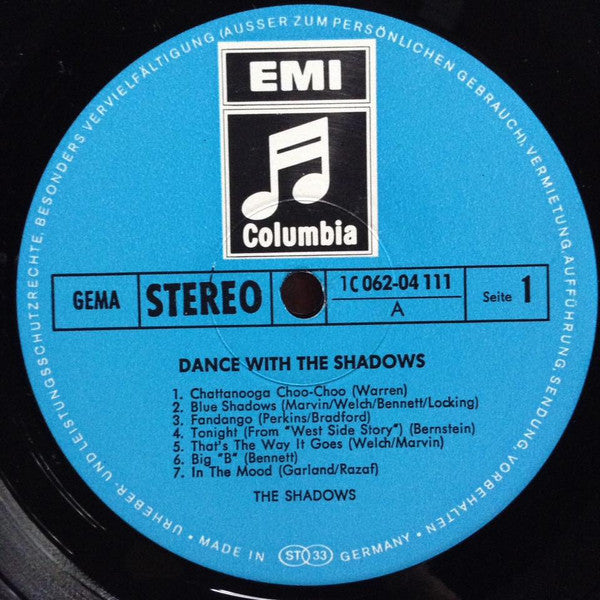 URHEBER- UND LEISTUNGSSCHUTZRECHTE, BESONDERS VERVIELFÄLTIGUNG (AUSSER ZUM PERSÖNLICHEN GEBRAUCH), VERMIETUNG, AUFFÜHRUNG, SENDUNG, VORBEHALTEN
EMI
Columbia
GEMA STEREO 1C 062-04 111 Seite 1
A
DANCE WITH THE SHADOWS
1. Chattanooga Choo-Choo (Warren)
2. Blue Shadows (Marvin/Welch/Bennett/Locking)
3. Fandango (Perkins/Bradford)
4. Tonight (From "West Side Story") (Bernstein)
5. That's The Way It Goes (Welch/Marvin)
6. Big "B" (Bennett)
7. In The Mood (Garland/Razaf)
THE SHADOWS
• MADE IN ST 33 GERMANY •